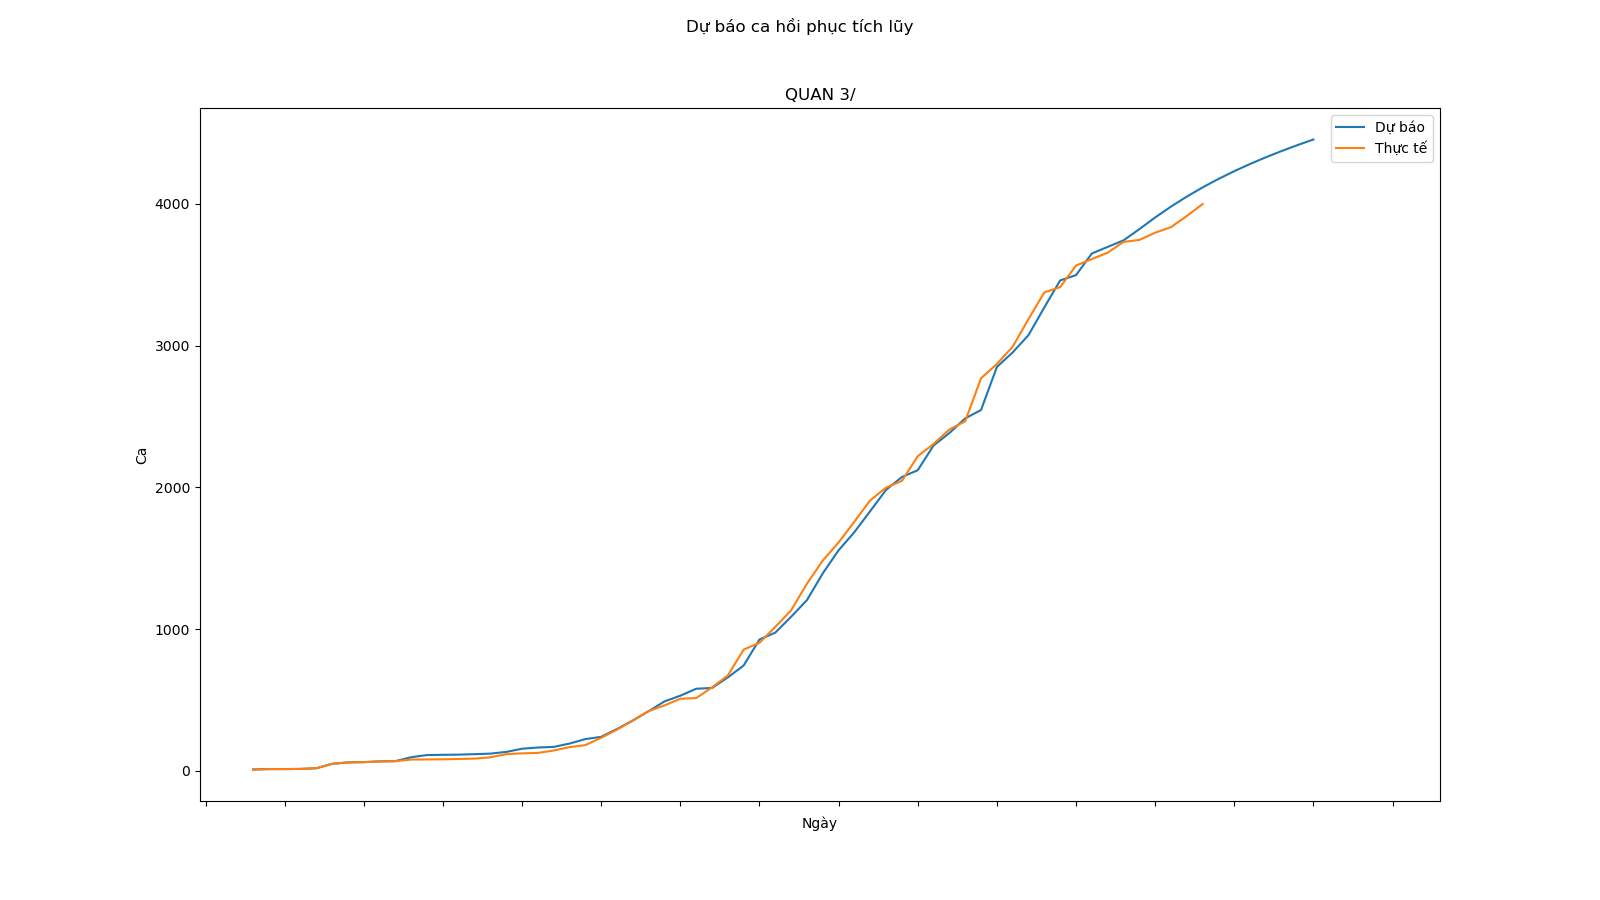 Dự báo ca hồi phục tích lũy
QUAN 3/
Dự báo
Thực tế
4000
3000
2000
1000
0
Ca
Ngày